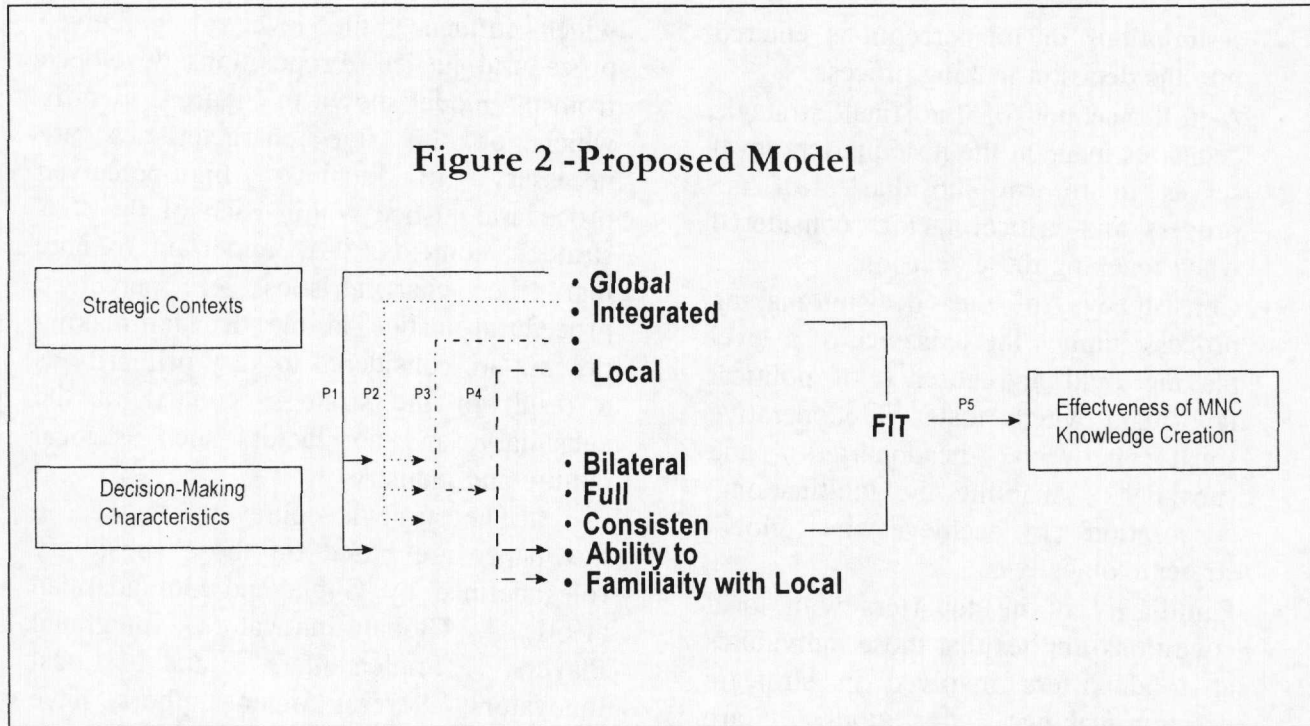 Figure 2 -Proposed Model
Strategic Contexts
• Global
• Integrated
•
• Local
P1
P2
P3
P4
FIT
P5
Effectveness of MNC
Knowledge Creation
Decision-Making
Characteristics
• Bilateral
• Full
• Consisten
• Ability to
• Familiaity with Local